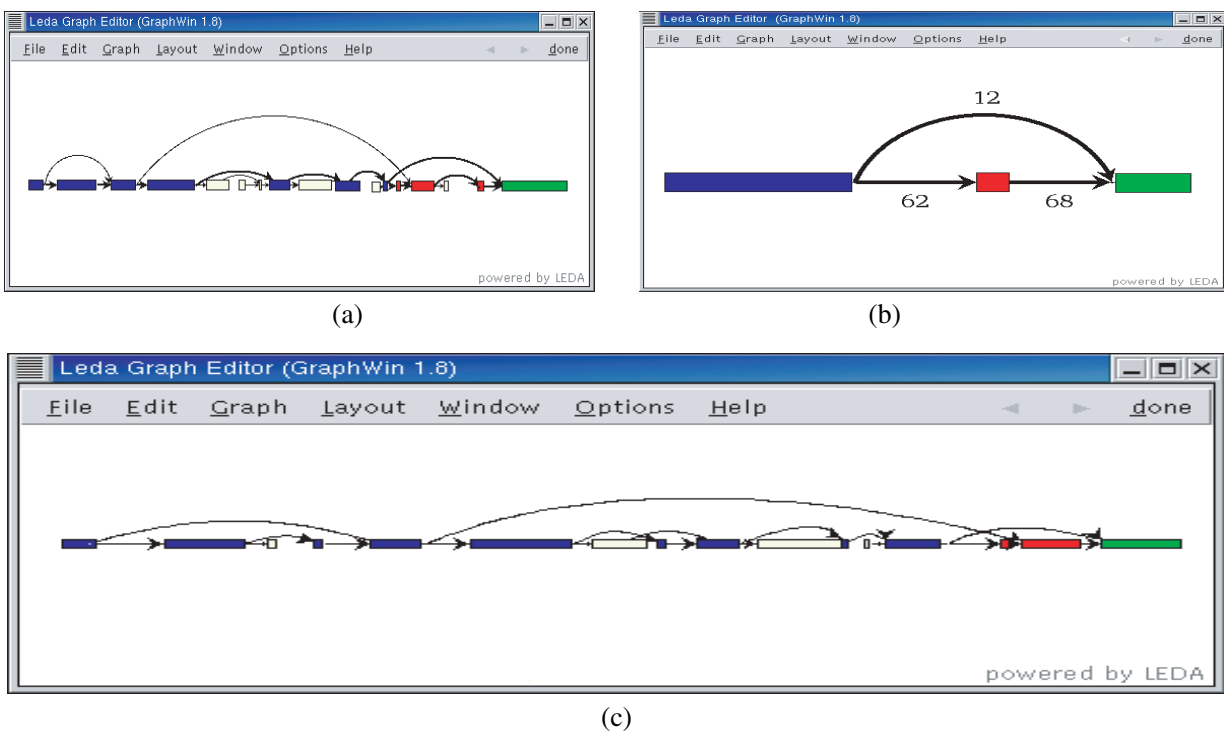 Leda Graph Editor (GraphWin 1.8)
File Edit Graph Layout Window Options Help done
powered by LEDA
(a)
Leda Graph Editor (GraphWin 1.8)
File Edit Graph Layout Window Options Help done
12
62 68
powered by LEDA
(b)
Leda Graph Editor (GraphWin 1.8)
File Edit Graph Layout Window Options Help done
powered by LEDA
(c)